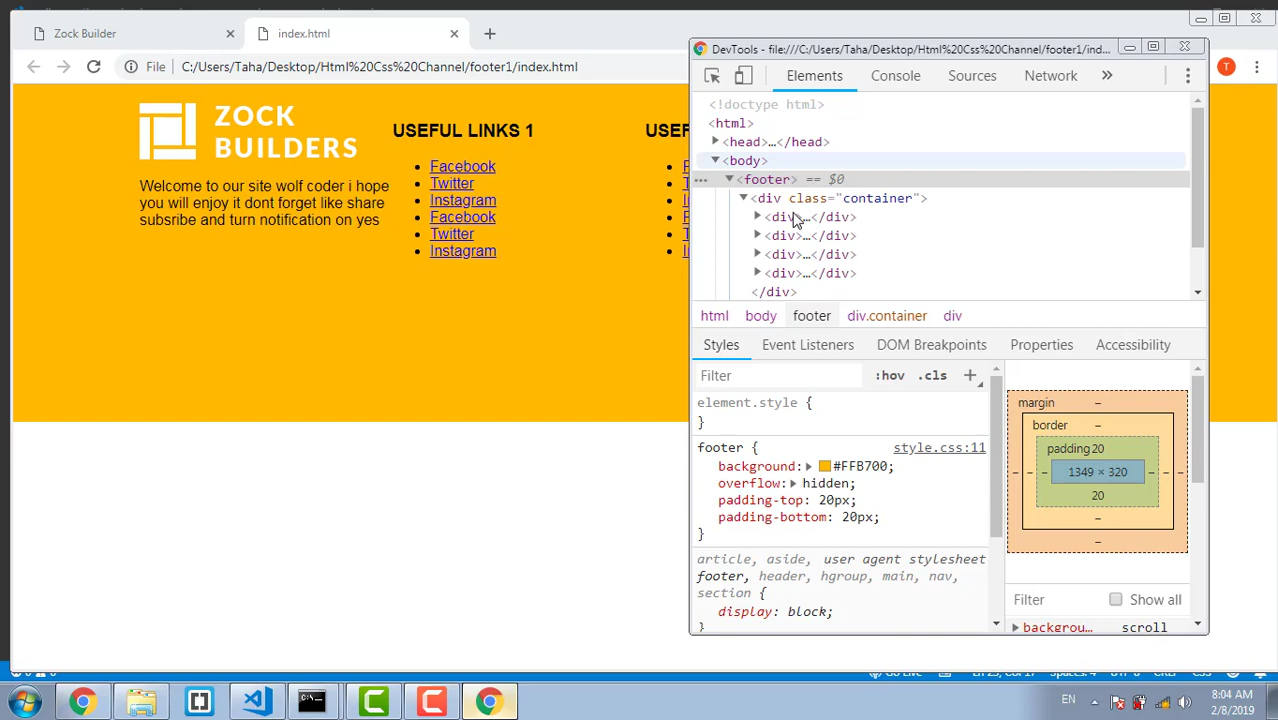 Zock Builder
index.html
File
C:/Users/Taha/Desktop/Html%20Css%20Channel/footer1/index.html
T
ZOCK
BUILDERS
Welcome to our site wolf coder i hope
you will enjoy it dont forget like share
subsribe and turn notification on yes
USEFUL LINKS 1
Facebook
Twitter
Instagram
Facebook
Twitter
Instagram
USEF
DevTools - file:///C:/Users/Taha/Desktop/Html%20Css%20Channel/footer1/ind...
Elements Console Sources Network »
<!doctype html>
<html>
<head>…</head>
<body>
<footer> == $0
<div class="container">
<div>…</div>
<div>…</div>
<div>…</div>
<div>…</div>
</div>
html body footer div.container div
Styles Event Listeners DOM Breakpoints Properties Accessibility
Filter :hov .cls +
element.style {
}
footer { style.css:11
background: #FFB700;
overflow: hidden;
padding-top: 20px;
padding-bottom: 20px;
}
article, aside, user agent stylesheet
footer, header, hgroup, main, nav,
section {
display: block;
}
margin –
border –
padding 20
– – – 1349 × 320 – – –
20
–
–
Filter Show all
backgrou… scroll
Go Live
EN
8:04 AM
2/8/2019